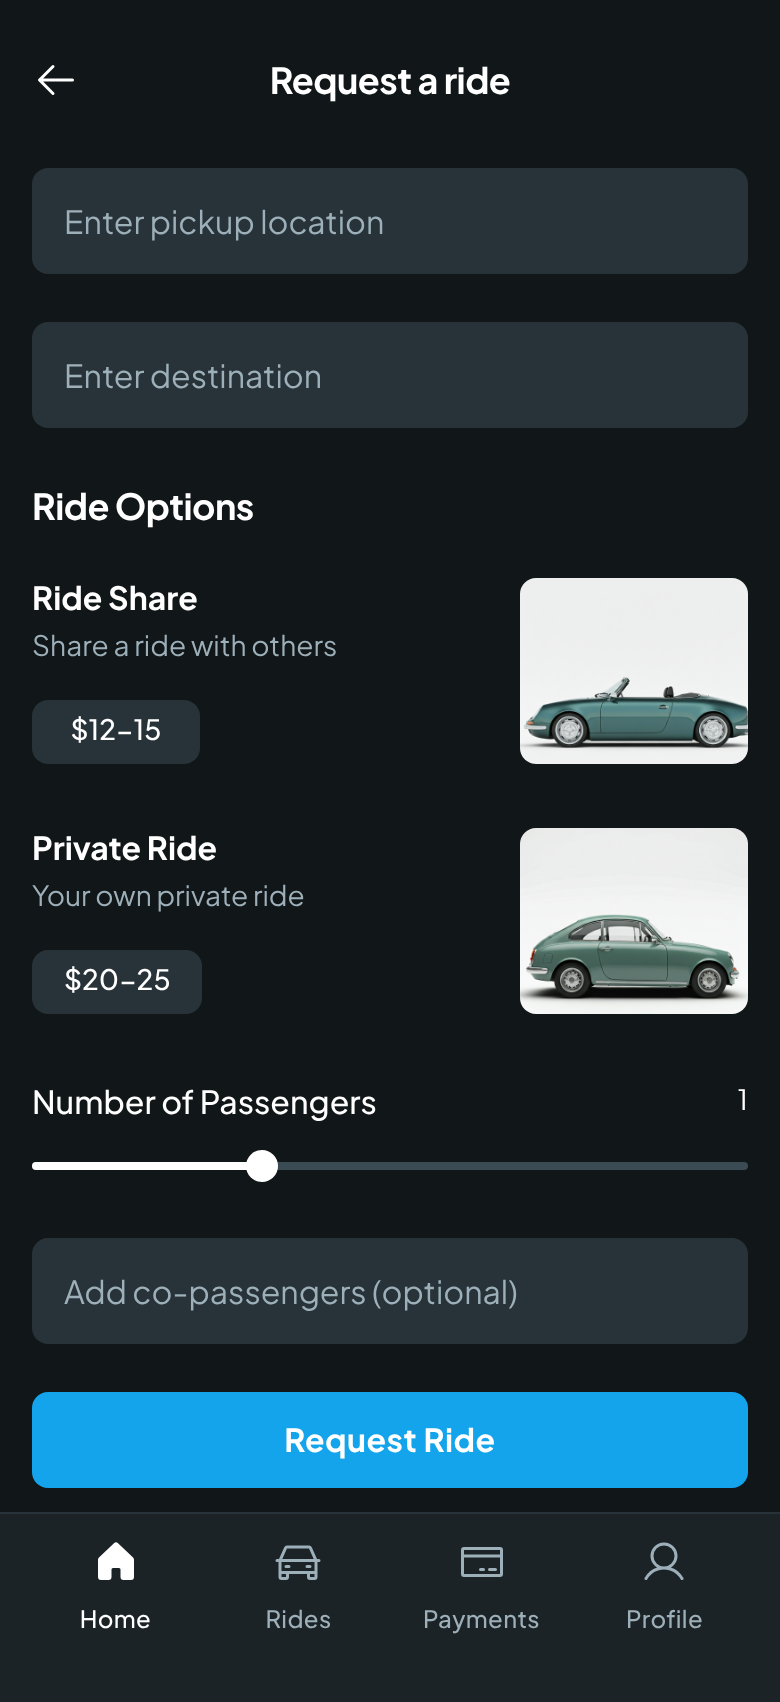 Request a ride
Enter pickup location
Enter destination
Ride Options
Ride Share
Share a ride with others
$12–15
Private Ride
Your own private ride
$20–25
Number of Passengers 1
Add co-passengers (optional)
Request Ride
Home Rides Payments Profile